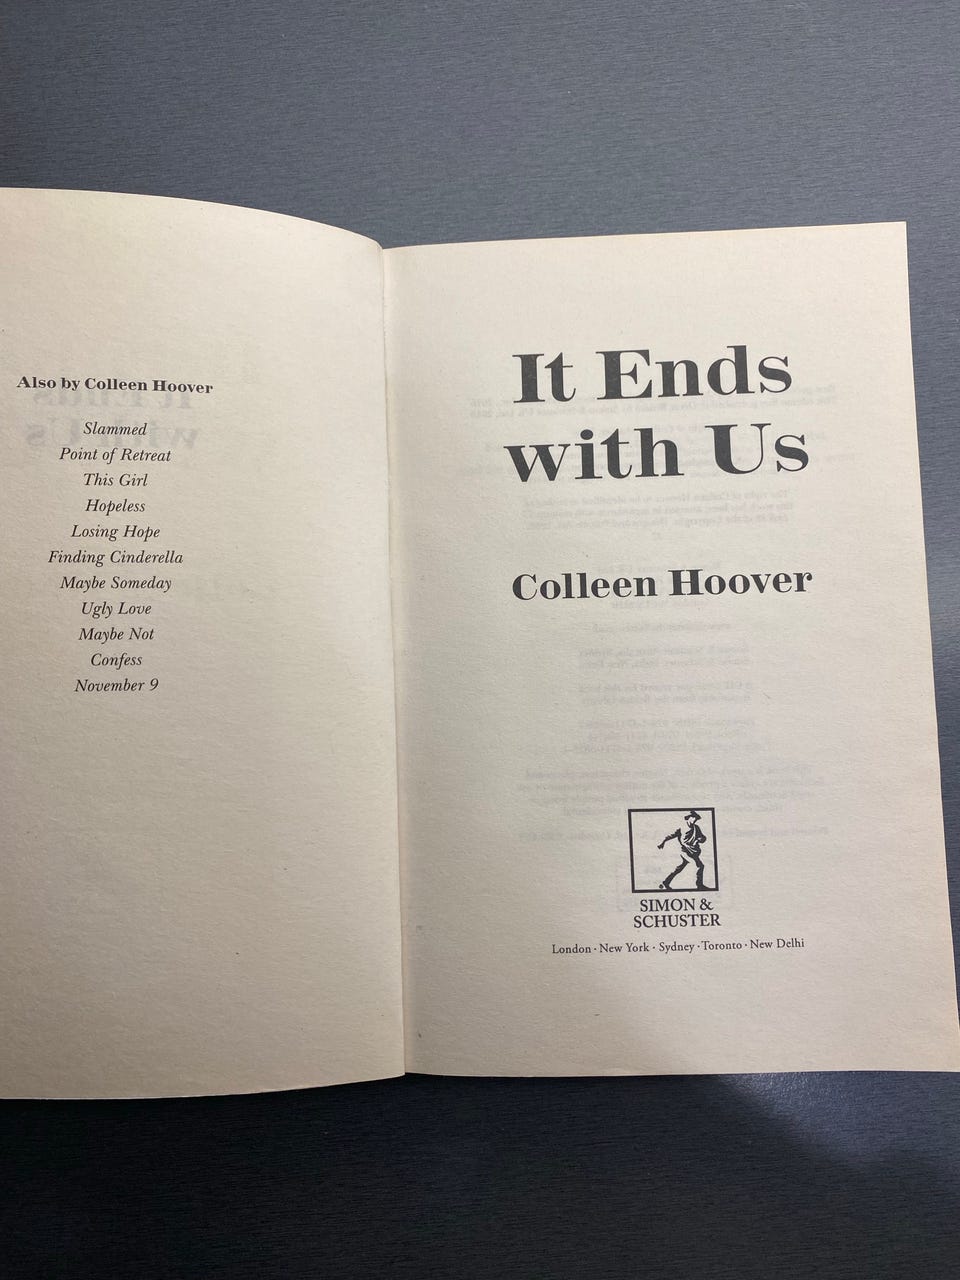 Also by Colleen Hoover
Slammed
Point of Retreat
This Girl
Hopeless
Losing Hope
Finding Cinderella
Maybe Someday
Ugly Love
Maybe Not
Confess
November 9
It Ends
with Us
Colleen Hoover
SIMON &
SCHUSTER
London · New York · Sydney · Toronto · New Delhi